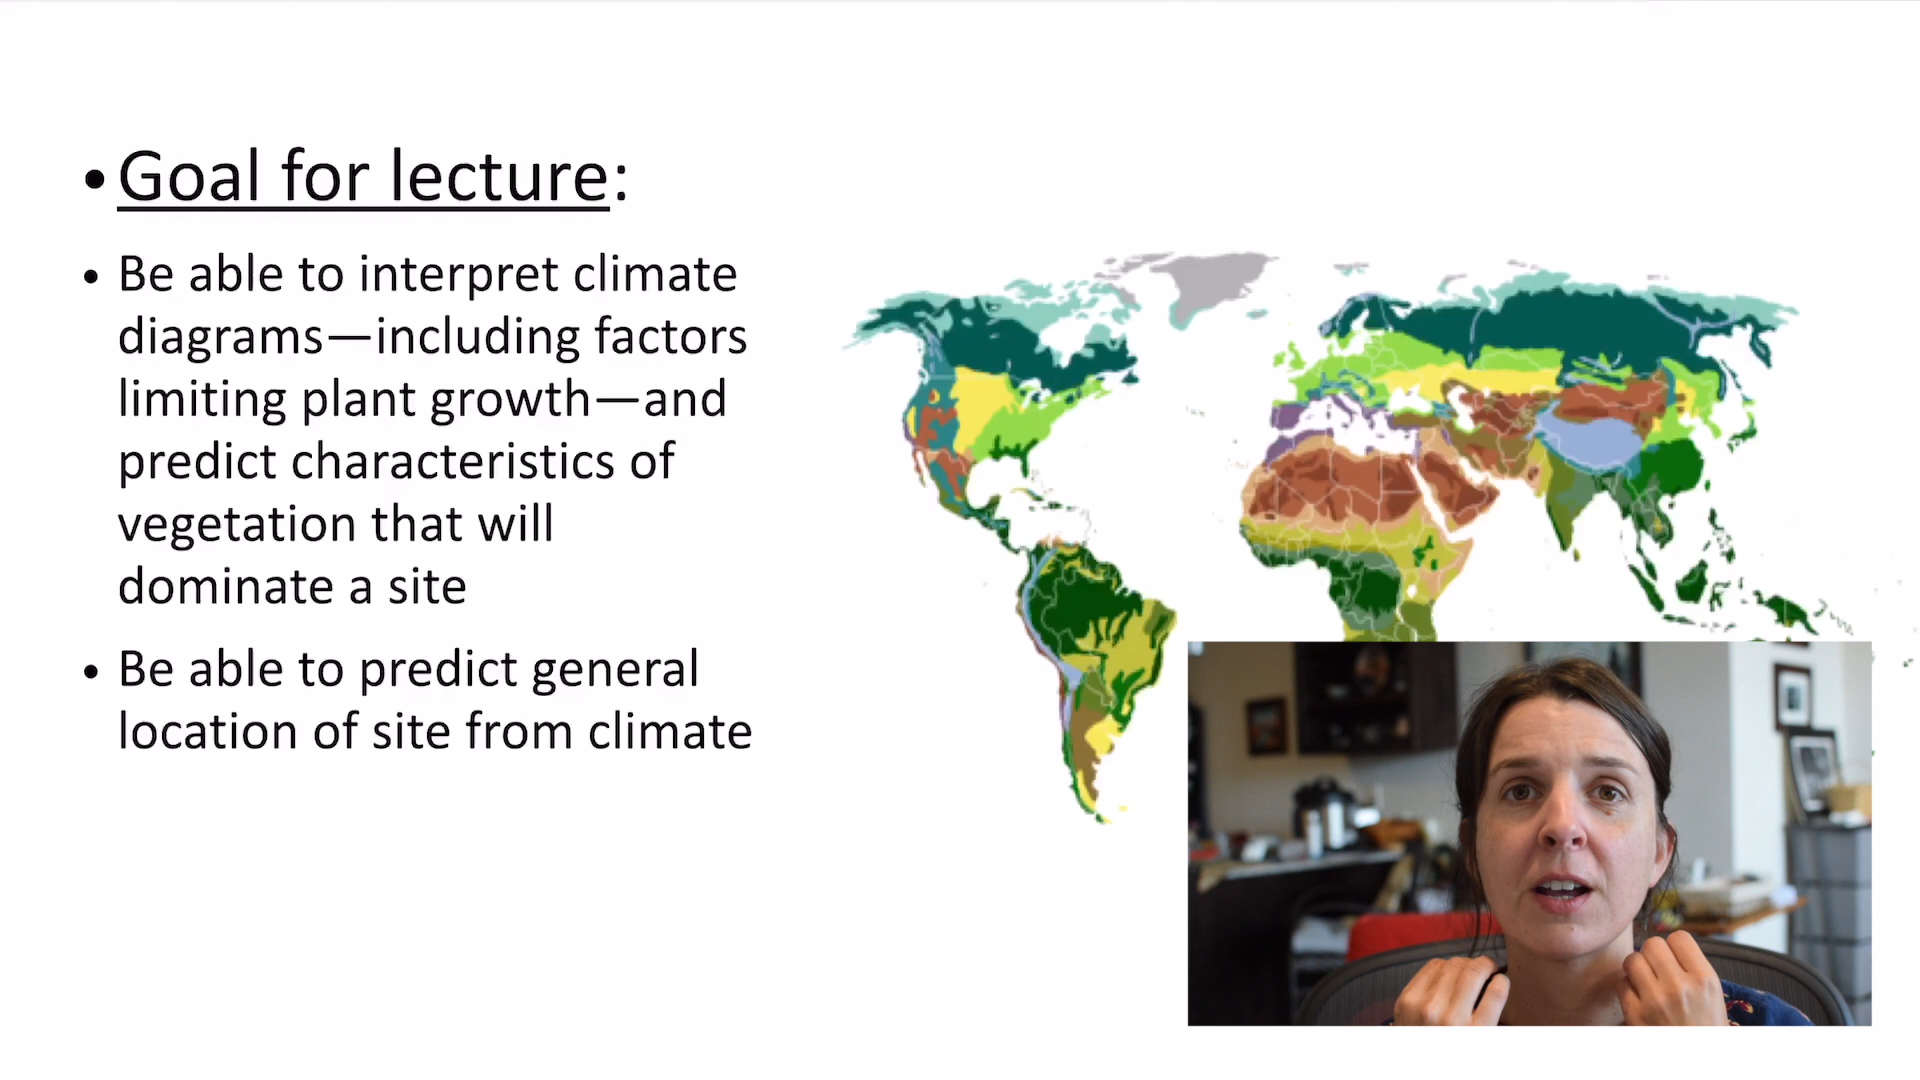 • Goal for lecture:
• Be able to interpret climate
diagrams—including factors
limiting plant growth—and
predict characteristics of
vegetation that will
dominate a site
• Be able to predict general
location of site from climate